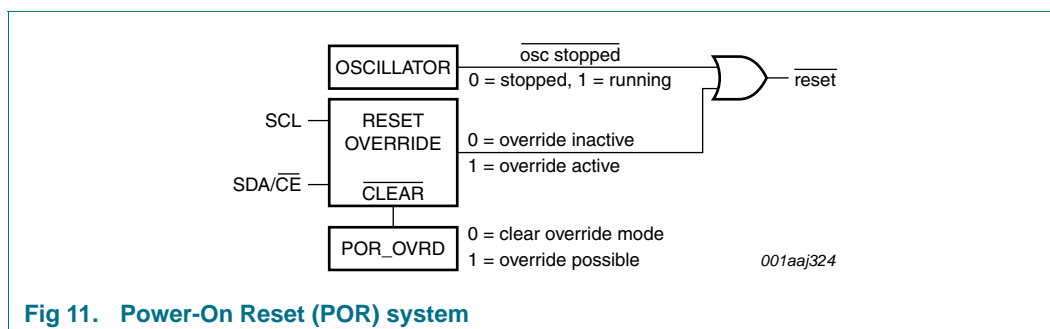 osc stopped
OSCILLATOR
0 = stopped, 1 = running
reset
SCL
RESET
OVERRIDE
0 = override inactive
1 = override active
SDA/CE
CLEAR
POR_OVRD
0 = clear override mode
1 = override possible
001aaj324
Fig 11. Power-On Reset (POR) system